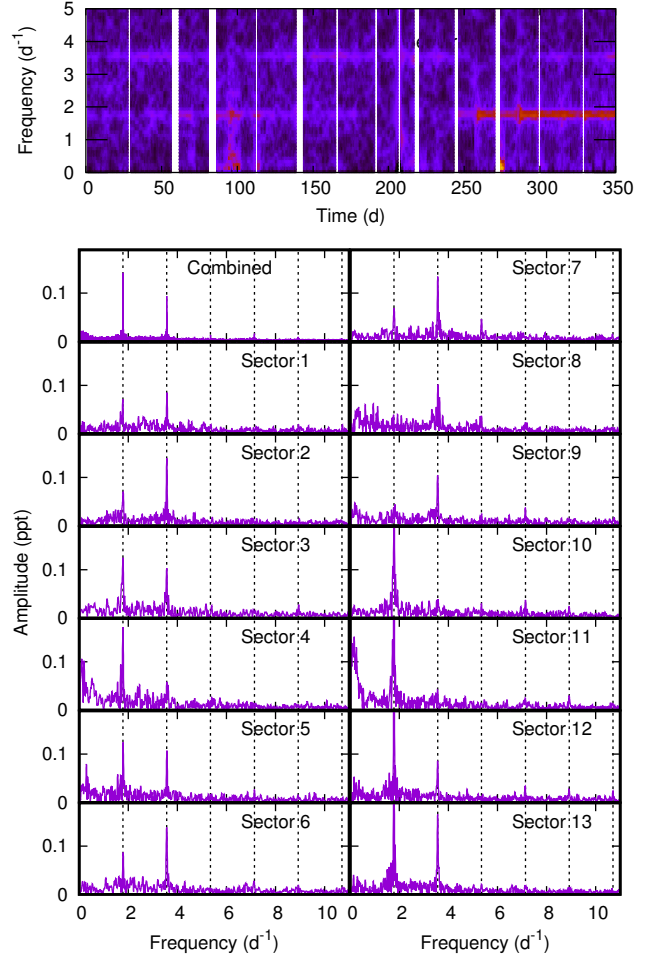 5
4
3
2
1
0
Frequency (d⁻¹)
0 50 100 150 200 250 300 350
Time (d)
Combined
Sector 7
0.1
0
Sector 1
Sector 8
0.1
0
Sector 2
Sector 9
0.1
0
Sector 3
Sector 10
0.1
0
Sector 4
Sector 11
0.1
0
Sector 5
Sector 12
0.1
0
Sector 6
Sector 13
0.1
0
Amplitude (ppt)
0 2 4 6 8 10 0 2 4 6 8 10
Frequency (d⁻¹) Frequency (d⁻¹)